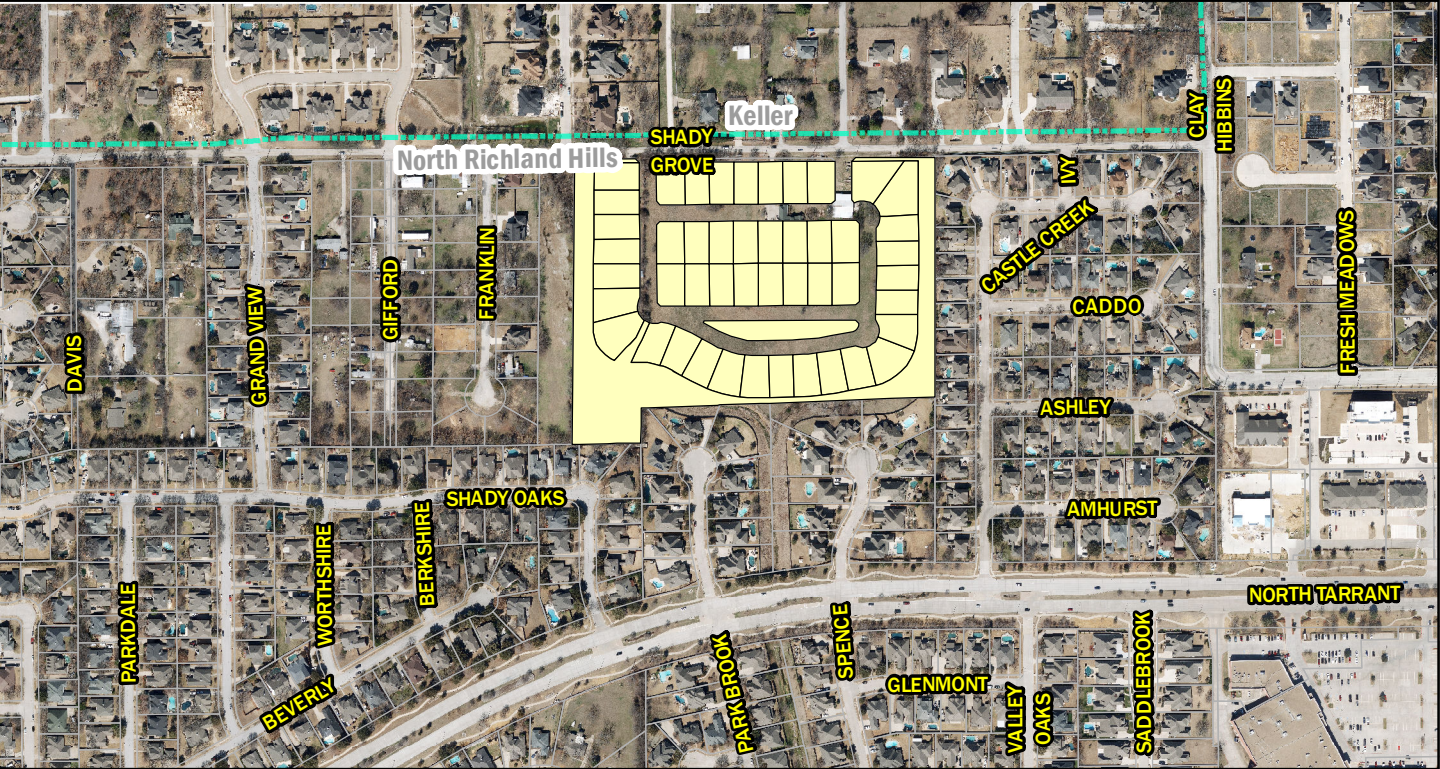 Keller
SHADY
GROVE
North Richland Hills
CLAY
HIBBINS
IVY
CASTLE CREEK
FRANKLIN
GIFFORD
GRAND VIEW
DAVIS
CADDO
FRESH MEADOWS
ASHLEY
SHADY OAKS
AMHURST
BERKSHIRE
WORTHSHIRE
PARKDALE
NORTH TARRANT
SPENCE
PARKBROOK
BEVERLY
GLENMONT
VALLEY
OAKS
SADDLEBROOK